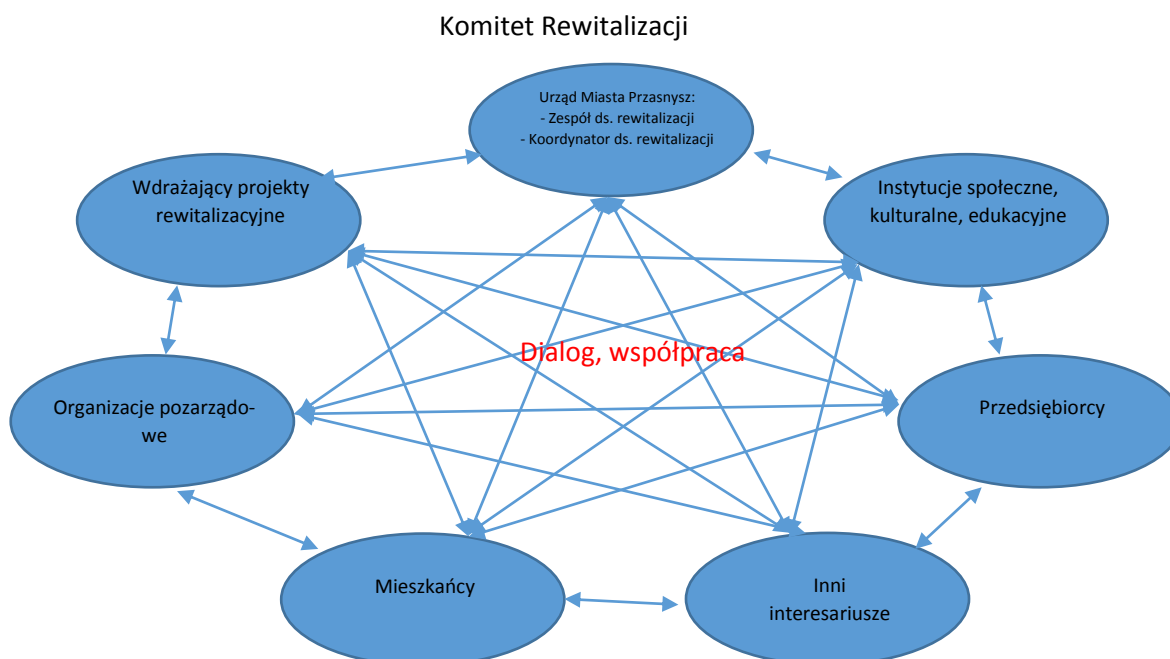 Komitet Rewitalizacji
Urząd Miasta Przasnysz:
- Zespół ds. rewitalizacji
- Koordynator ds. rewitalizacji
Wdrażający projekty
rewitalizacyjne
Instytucje społeczne,
kulturalne, edukacyjne
Dialog, współpraca
Organizacje pozarządo-
we
Przedsiębiorcy
Mieszkańcy
Inni
interesariusze